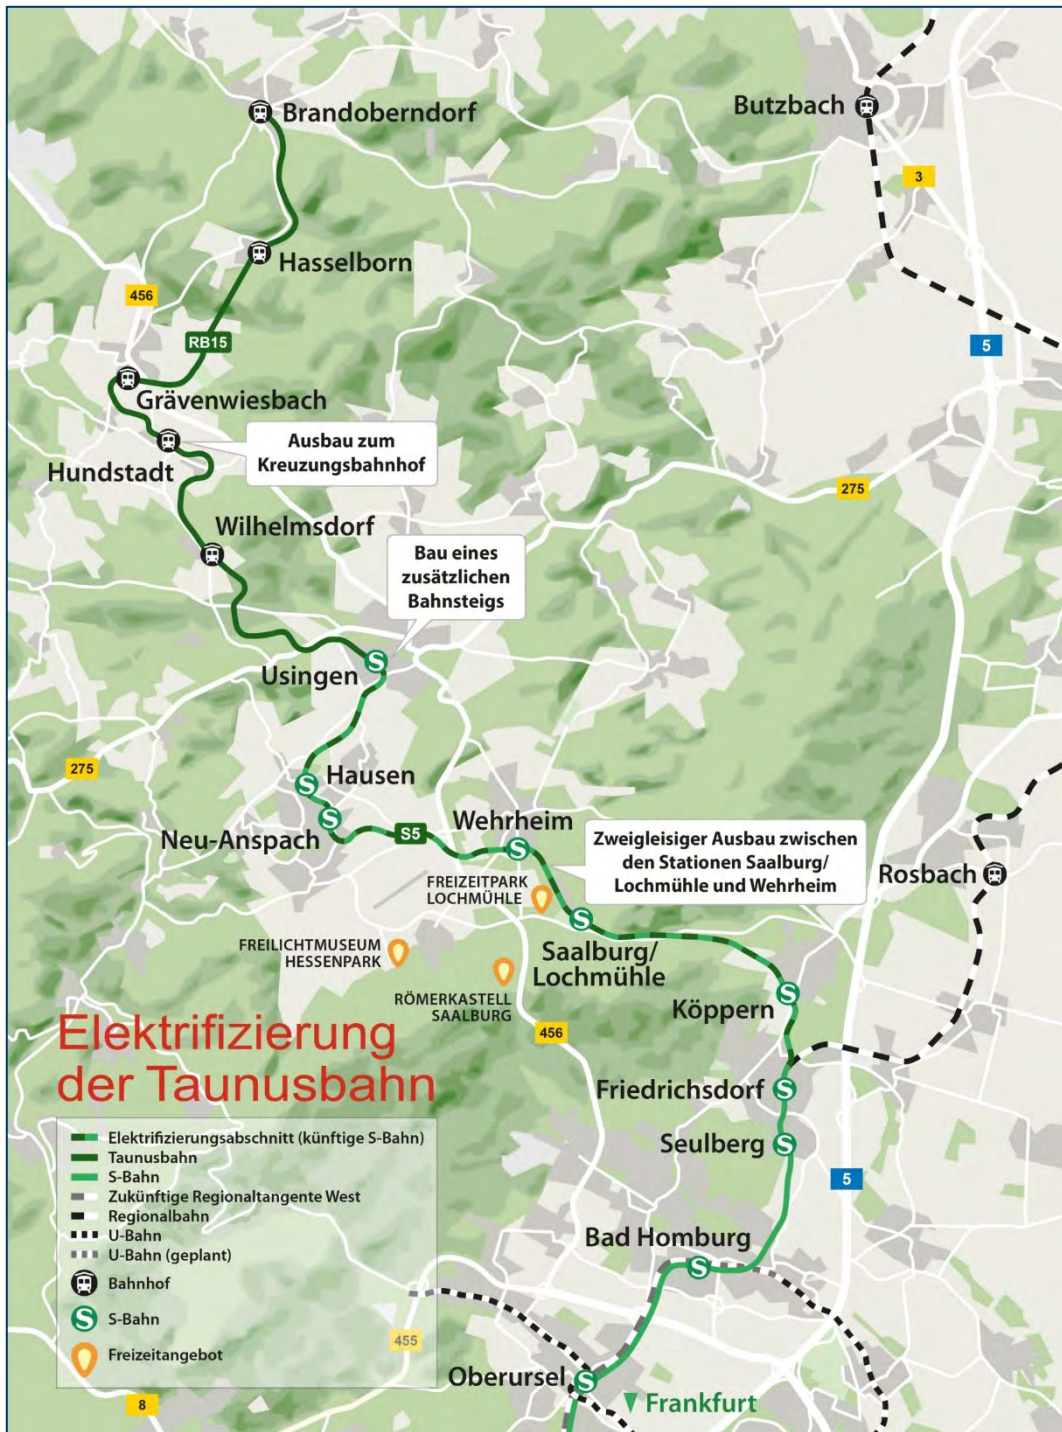 Brandoberndorf
Butzbach
3
Hasselborn
456
RB15
5
Grävenwiesbach
Ausbau zum
Kreuzungsbahnhof
Hundstadt
275
Wilhelmsdorf
Bau eines
zusätzlichen
Bahnsteigs
Usingen
275
Hausen
Wehrheim
S5
Neu-Anspach
Zweigleisiger Ausbau zwischen
den Stationen Saalburg/
Lochmühle und Wehrheim
Rosbach
FREIZEITPARK
LOCHMÜHLE
FREILICHTMUSEUM
HESSENPARK
Saalburg/
Lochmühle
RÖMERKASTELL
SAALBURG
Köppern
456
Elektrifizierung
der Taunusbahn
Friedrichsdorf
Seulberg
5
Bad Homburg
Elektrifizierungsabschnitt (künftige S-Bahn)
Taunusbahn
S-Bahn
Zukünftige Regionaltangente West
Regionalbahn
U-Bahn
U-Bahn (geplant)
Bahnhof
S S-Bahn
Freizeitangebot
455
8
Oberursel
Frankfurt